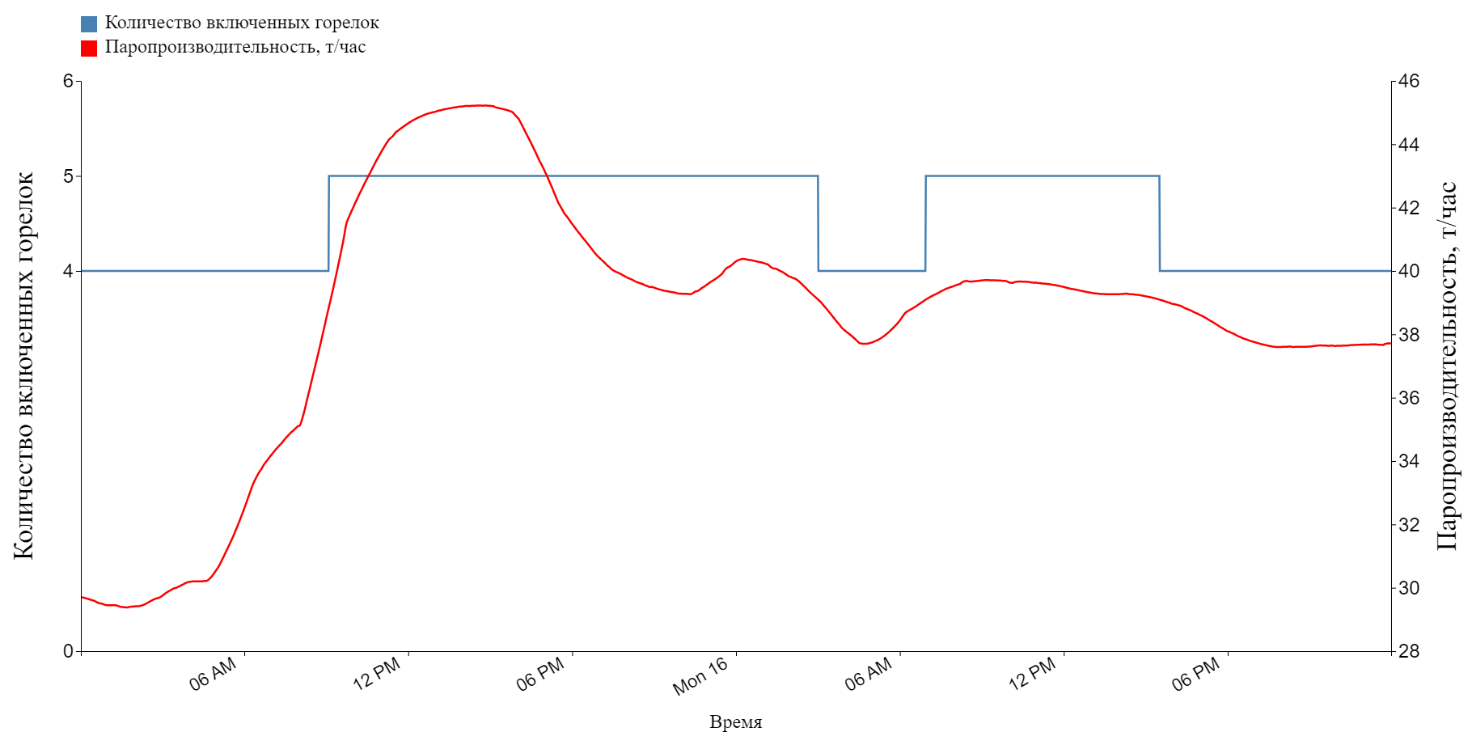 Количество включенных горелок
Паропроизводительность, т/час
6
5
4
0
Количество включенных горелок
46
44
42
40
38
36
34
32
30
28
Паропроизводительность, т/час
06 AM
12 PM
06 PM
Mon 16
06 AM
12 PM
06 PM
Время